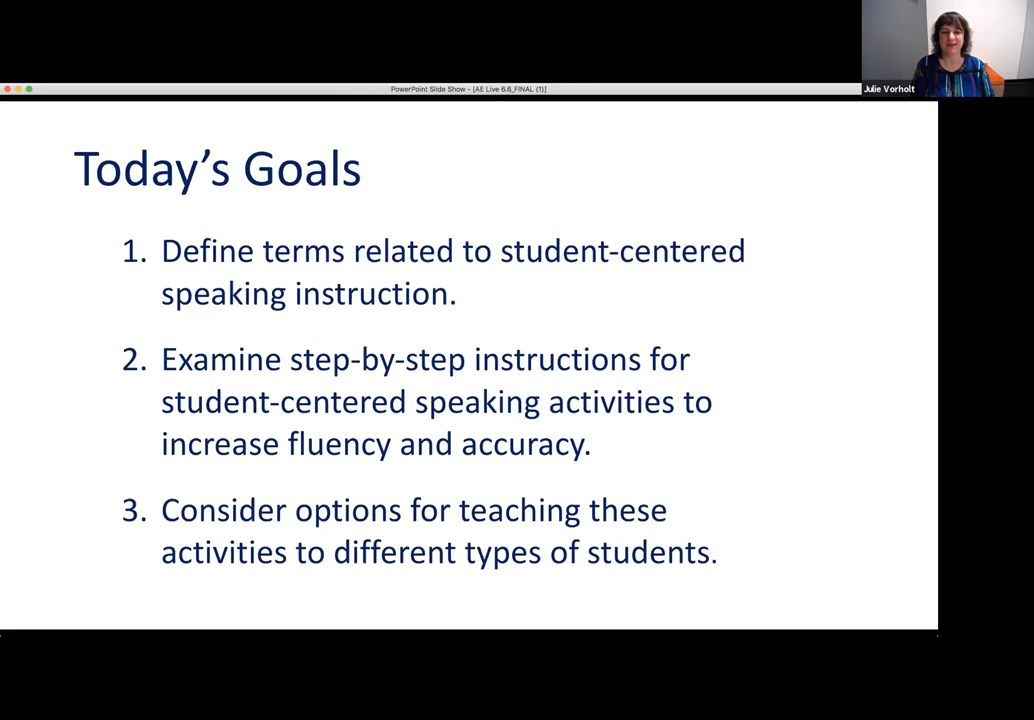 Julie Vorholt
PowerPoint Slide Show - [AE Live 6.6_FINAL (1)]
Today's Goals
1. Define terms related to student-centered
speaking instruction.
2. Examine step-by-step instructions for
student-centered speaking activities to
increase fluency and accuracy.
3. Consider options for teaching these
activities to different types of students.